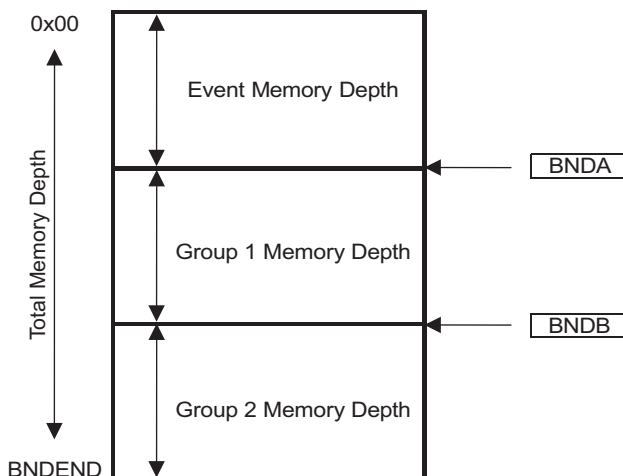 0x00
Event Memory Depth
BNDA
Total Memory Depth
Group 1 Memory Depth
BNDB
Group 2 Memory Depth
BNDEND